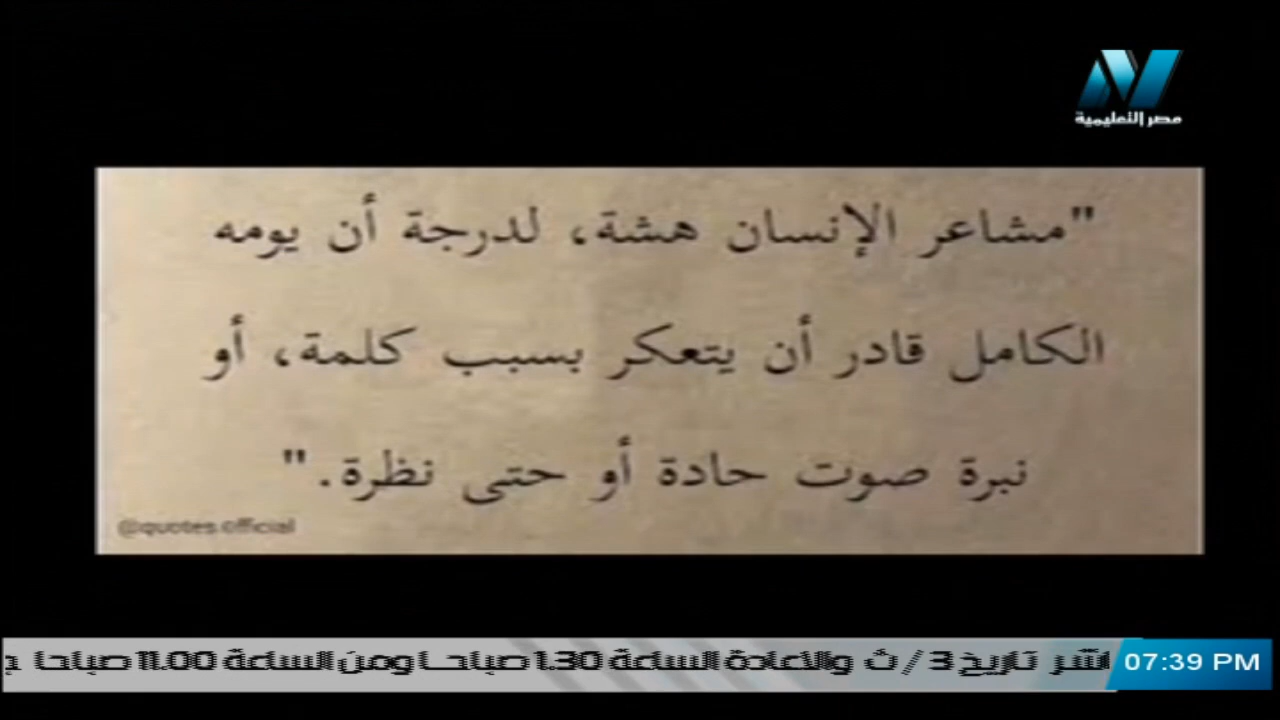 مصر التعليمية
"مشاعر الإنسان هشة، لدرجة أن يومه
الكامل قادر أن يتعكر بسبب كلمة، أو
نبرة صوت حادة أو حتى نظرة."
@quotes.official
اشر تاريخ 3 / ث والاعادة الساعة 1.30 صباحا ومن الساعة 11.00 صباحا
07:39 PM